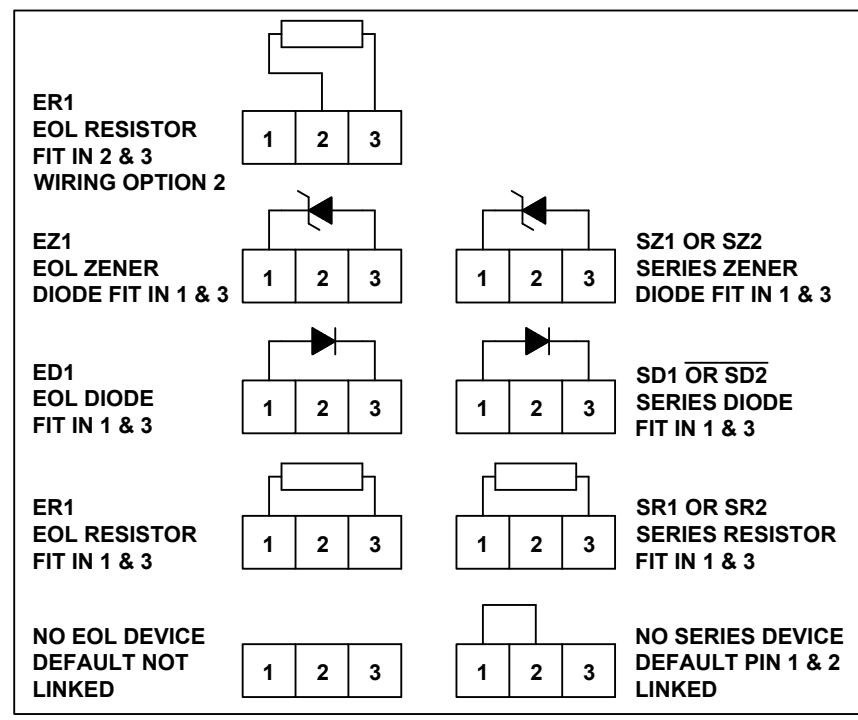 ER1
EOL RESISTOR
FIT IN 2 & 3
WIRING OPTION 2
1 2 3
EZ1
EOL ZENER
DIODE FIT IN 1 & 3
1 2 3
1 2 3
SZ1 OR SZ2
SERIES ZENER
DIODE FIT IN 1 & 3
ED1
EOL DIODE
FIT IN 1 & 3
1 2 3
1 2 3
SD1 OR SD2
SERIES DIODE
FIT IN 1 & 3
ER1
EOL RESISTOR
FIT IN 1 & 3
1 2 3
1 2 3
SR1 OR SR2
SERIES RESISTOR
FIT IN 1 & 3
NO EOL DEVICE
DEFAULT NOT
LINKED
1 2 3
1 2 3
NO SERIES DEVICE
DEFAULT PIN 1 & 2
LINKED